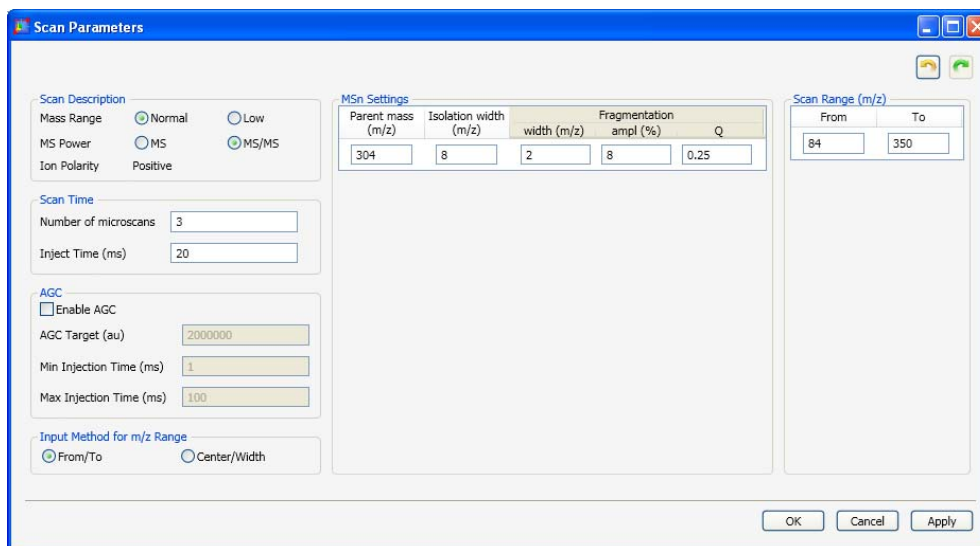 Scan Parameters
Scan Description
Mass Range Normal Low
MS Power MS MS/MS
Ion Polarity Positive
Scan Time
Number of microscans 3
Inject Time (ms) 20
AGC
Enable AGC
AGC Target (au) 2000000
Min Injection Time (ms) 1
Max Injection Time (ms) 100
Input Method for m/z Range
From/To Center/Width
MSn Settings
Parent mass (m/z) Isolation width (m/z) Fragmentation
width (m/z) ampl (%) Q
304 8 2 8 0.25
Scan Range (m/z)
From To
84 350
OK Cancel Apply